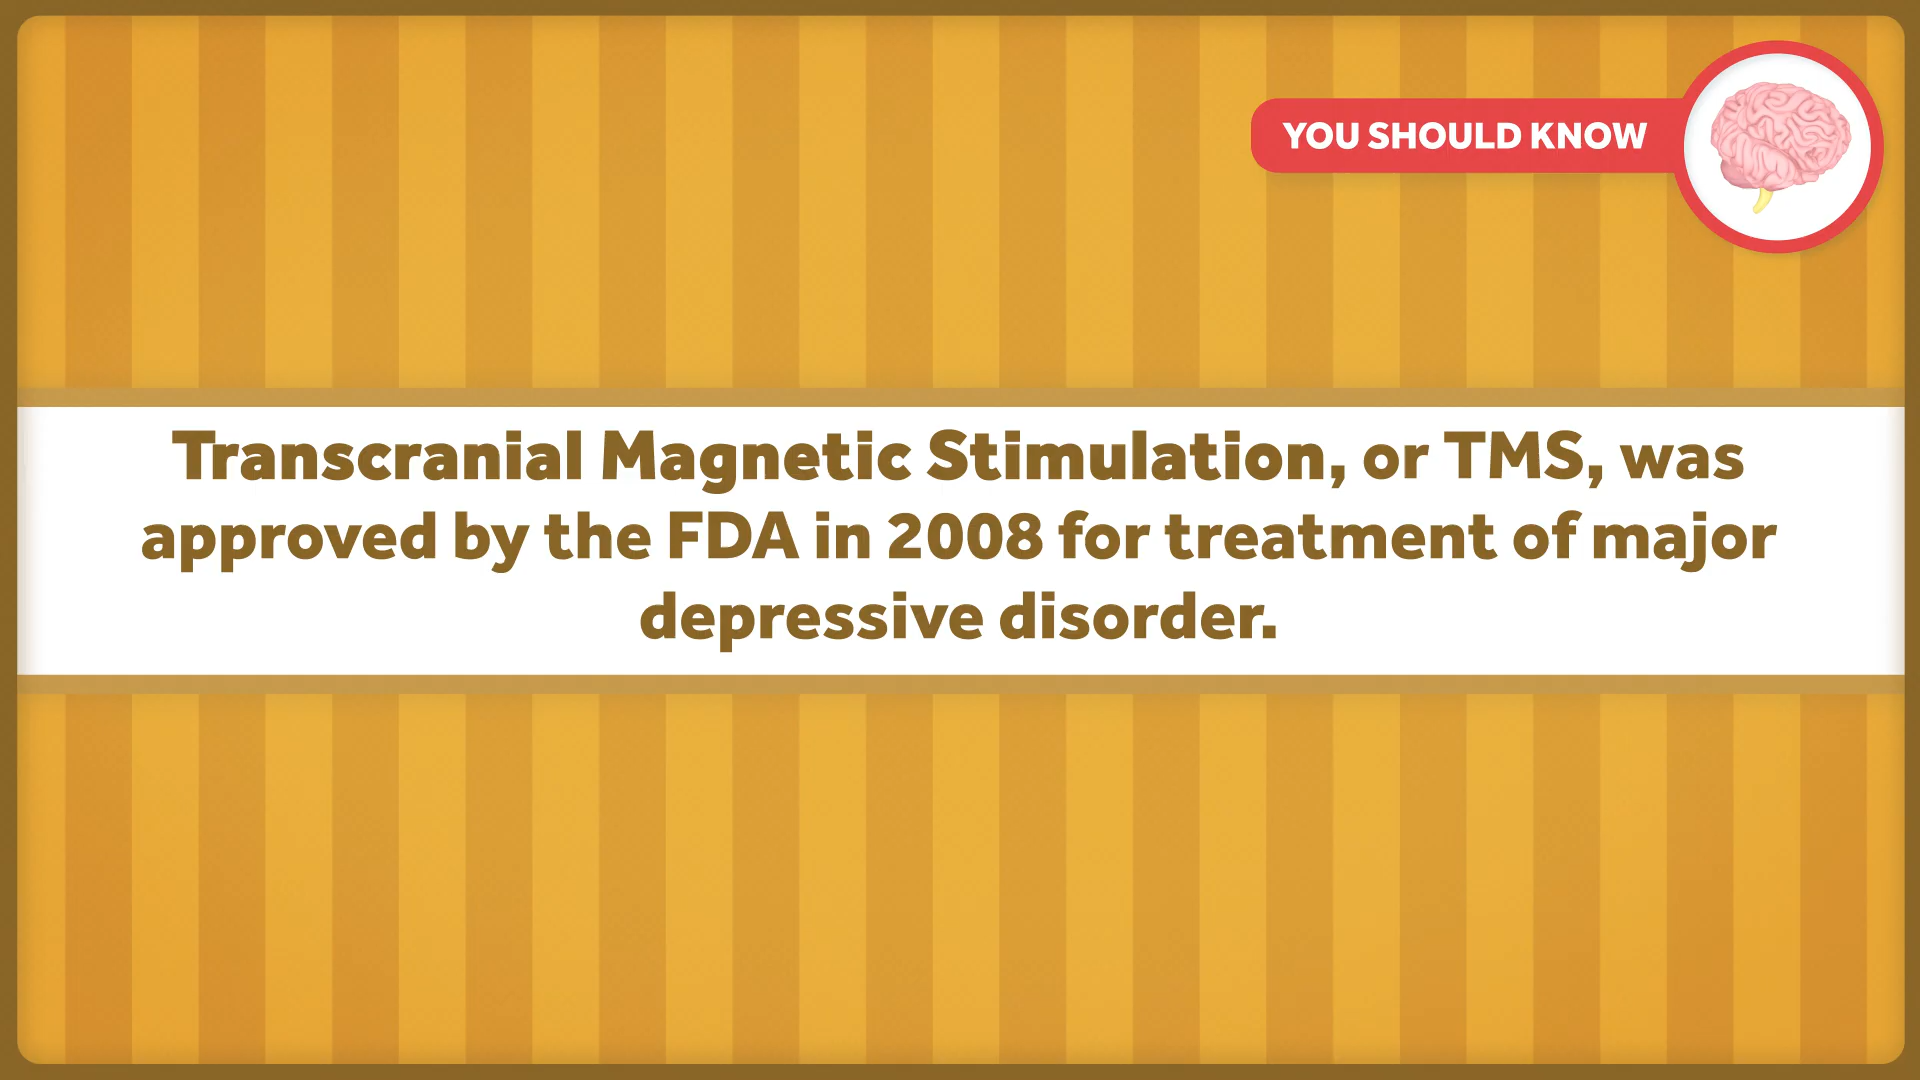 YOU SHOULD KNOW
Transcranial Magnetic Stimulation, or TMS, was
approved by the FDA in 2008 for treatment of major
depressive disorder.